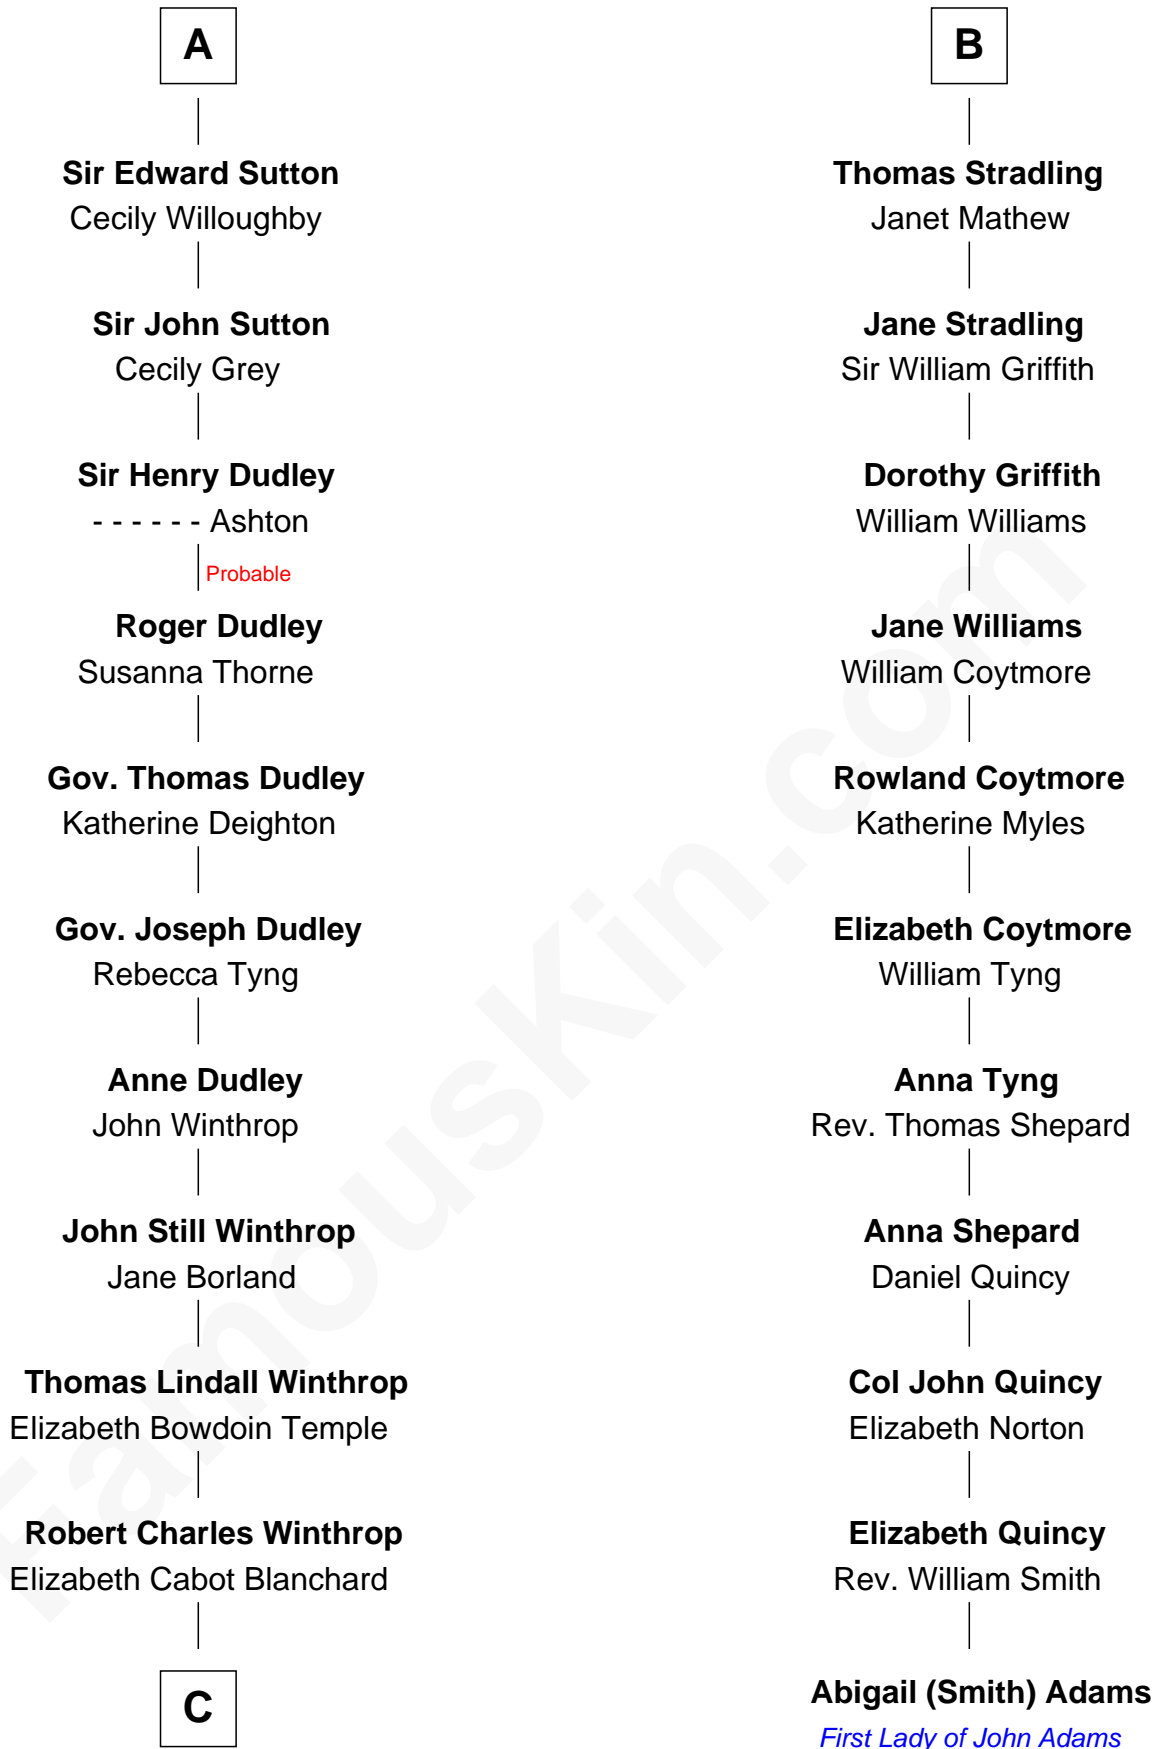 A
Sir Edward Sutton
Cecily Willoughby
Sir John Sutton
Cecily Grey
Sir Henry Dudley
- - - - - - Ashton
Probable
Roger Dudley
Susanna Thorne
Gov. Thomas Dudley
Katherine Deighton
Gov. Joseph Dudley
Rebecca Tyng
Anne Dudley
John Winthrop
John Still Winthrop
Jane Borland
Thomas Lindall Winthrop
Elizabeth Bowdoin Temple
Robert Charles Winthrop
Elizabeth Cabot Blanchard
C
B
Thomas Stradling
Janet Mathew
Jane Stradling
Sir William Griffith
Dorothy Griffith
William Williams
Jane Williams
William Coytmore
Rowland Coytmore
Katherine Myles
Elizabeth Coytmore
William Tyng
Anna Tyng
Rev. Thomas Shepard
Anna Shepard
Daniel Quincy
Col John Quincy
Elizabeth Norton
Elizabeth Quincy
Rev. William Smith
Abigail (Smith) Adams
First Lady of John Adams
FamousKin.com